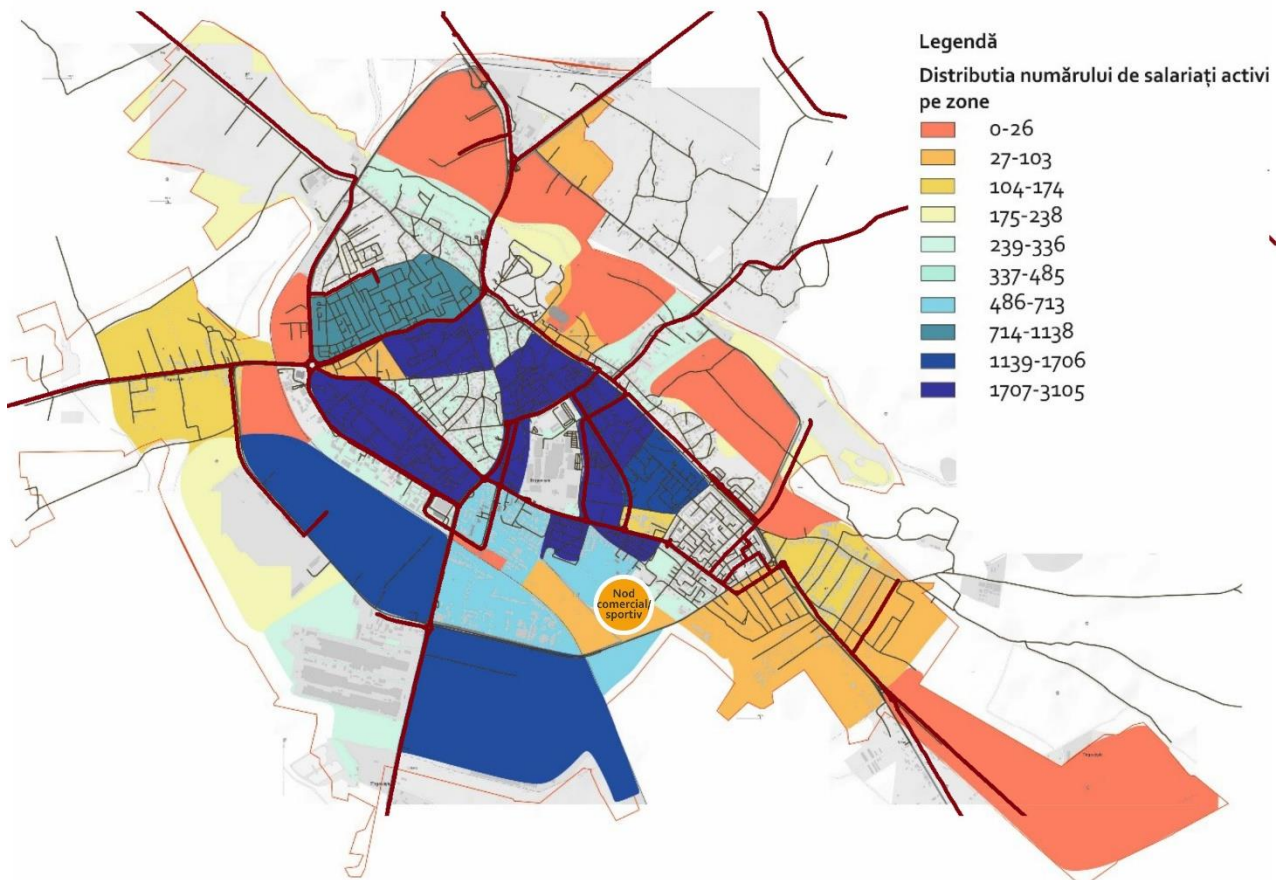 Legendă
Distributia numărului de salariați activi
pe zone
0-26
27-103
104-174
175-238
239-336
337-485
486-713
714-1138
1139-1706
1707-3105
Nod
comercial/
sportiv